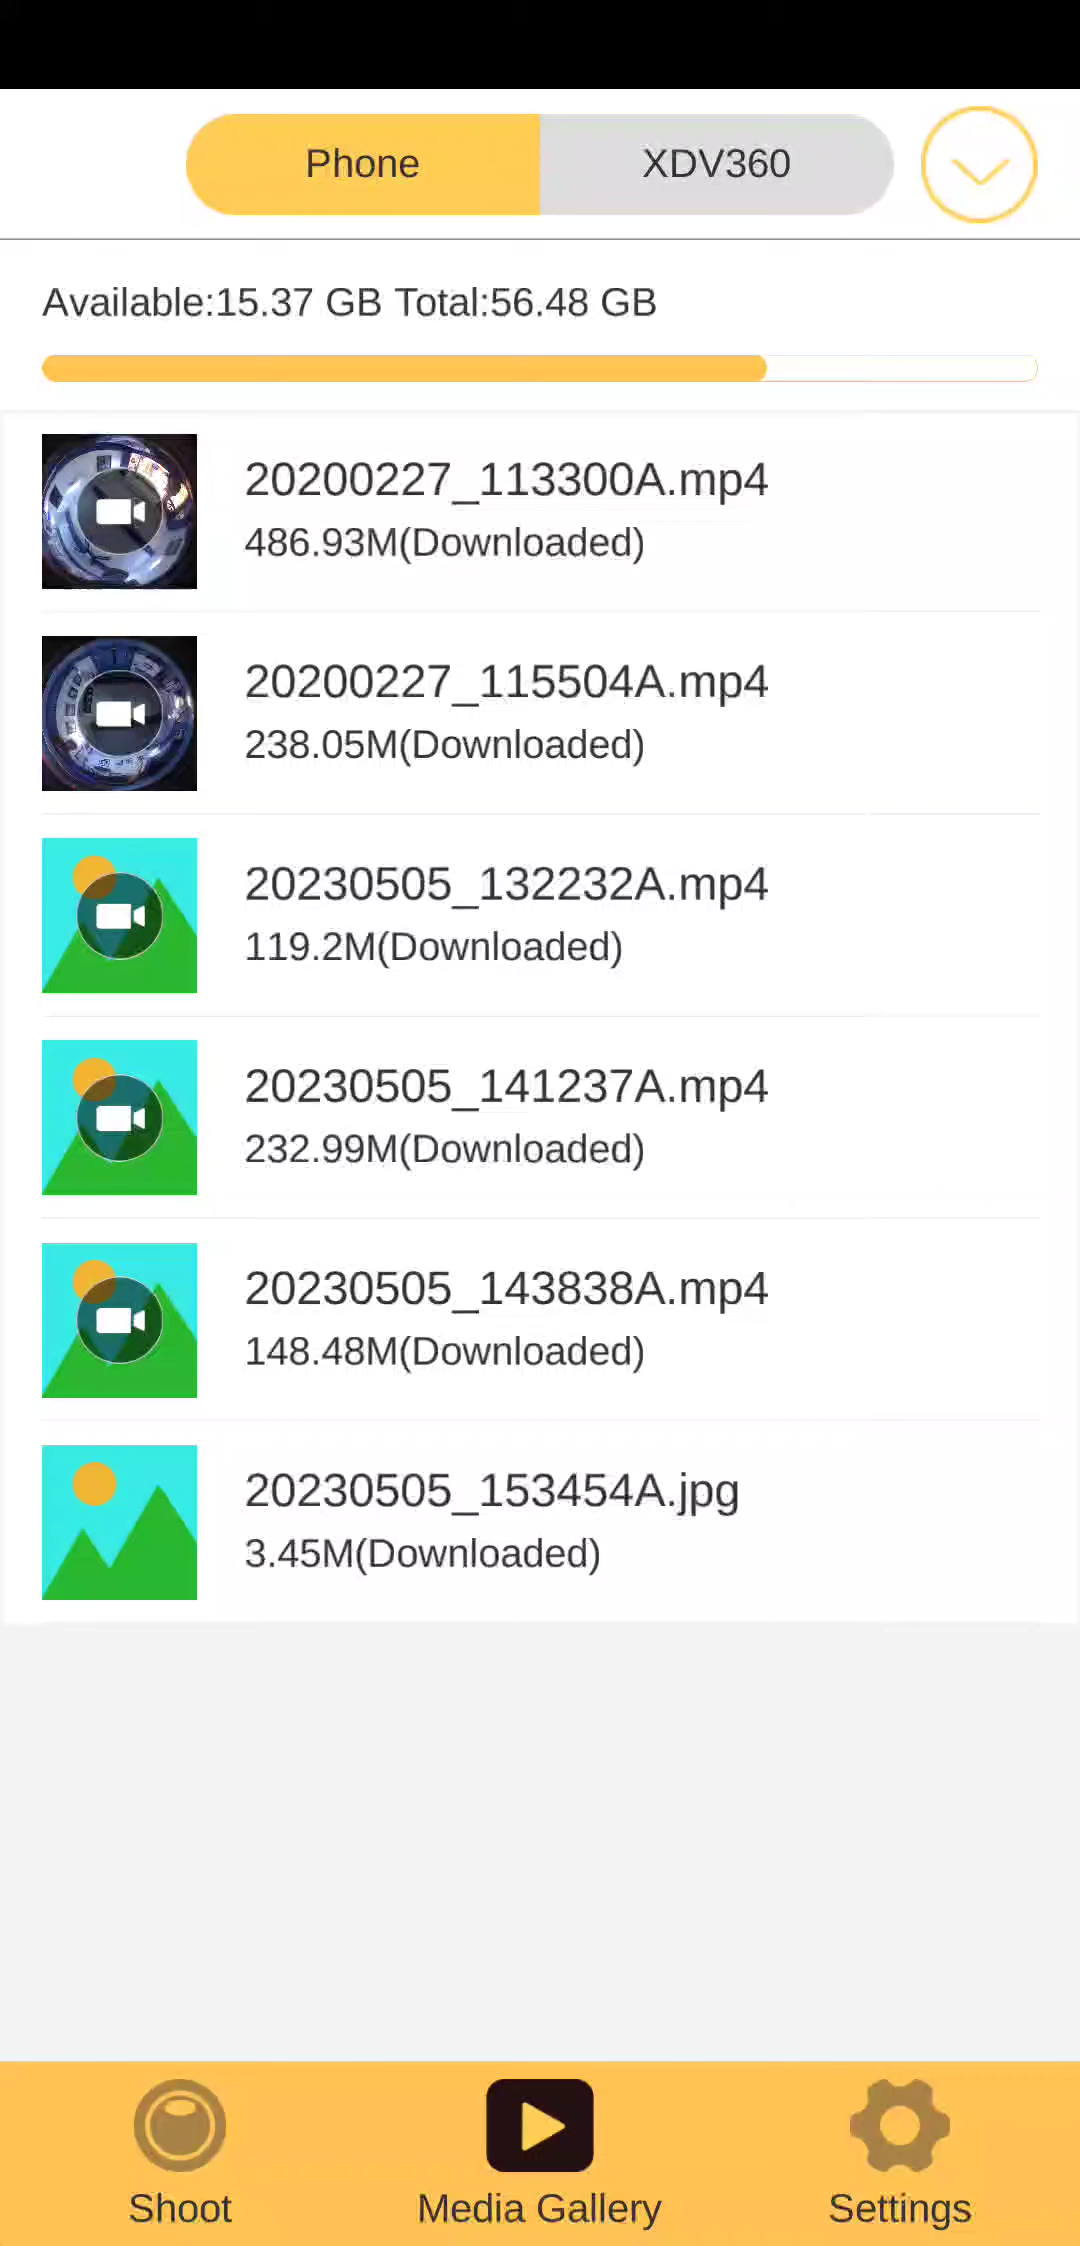 Phone XDV360
Available:15.37 GB Total:56.48 GB
20200227_113300A.mp4
486.93M(Downloaded)
20200227_115504A.mp4
238.05M(Downloaded)
20230505_132232A.mp4
119.2M(Downloaded)
20230505_141237A.mp4
232.99M(Downloaded)
20230505_143838A.mp4
148.48M(Downloaded)
20230505_153454A.jpg
3.45M(Downloaded)
Shoot Media Gallery Settings